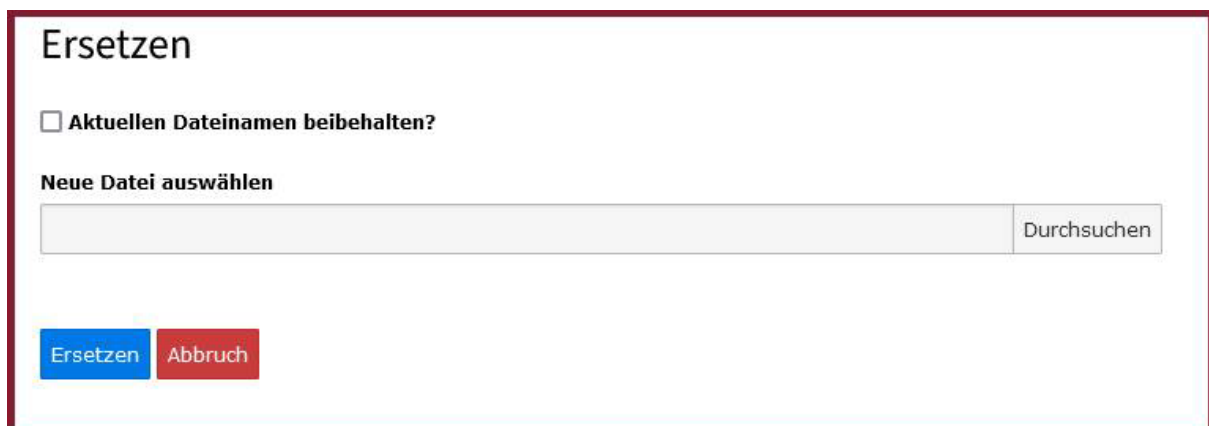 Ersetzen
Aktuellen Dateinamen beibehalten?
Neue Datei auswählen
Durchsuchen
Ersetzen Abbruch